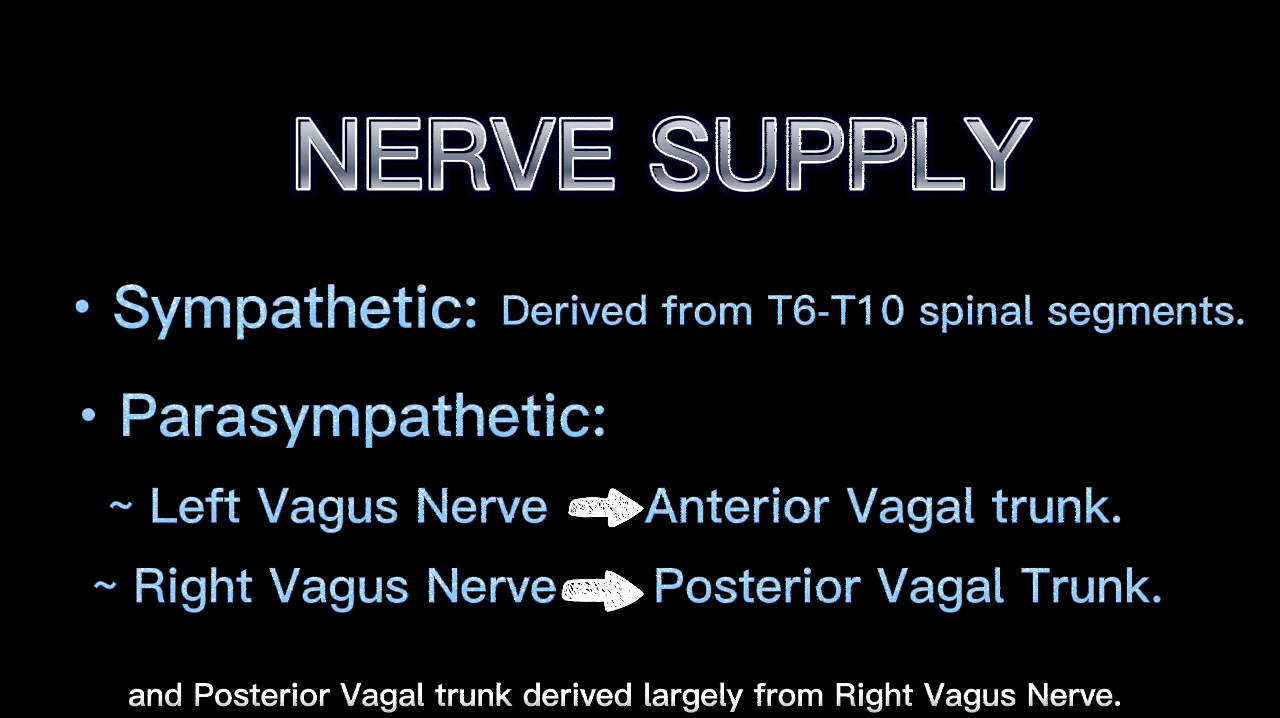 NERVE SUPPLY
• Sympathetic: Derived from T6-T10 spinal segments.
• Parasympathetic:
~ Left Vagus Nerve ➡ Anterior Vagal trunk.
~ Right Vagus Nerve ➡ Posterior Vagal Trunk.
and Posterior Vagal trunk derived largely from Right Vagus Nerve.